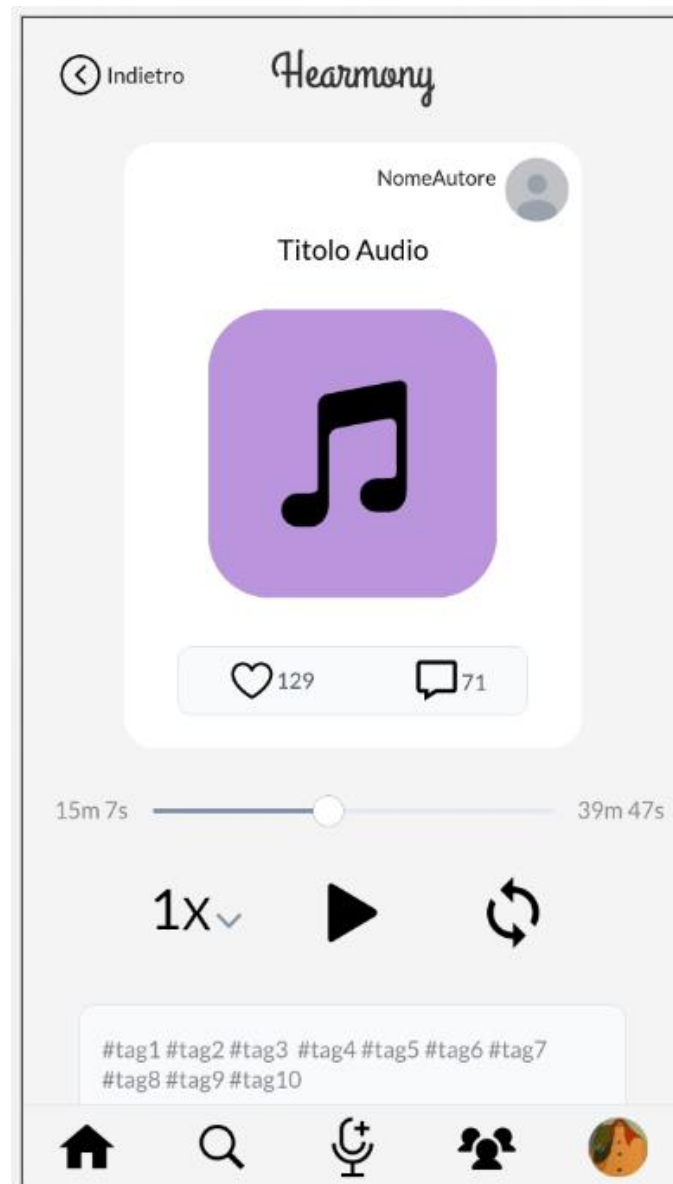 Indietro
Hearmony
NomeAutore
Titolo Audio
129
71
15m 7s
39m 47s
1x
#tag1 #tag2 #tag3 #tag4 #tag5 #tag6 #tag7
#tag8 #tag9 #tag10